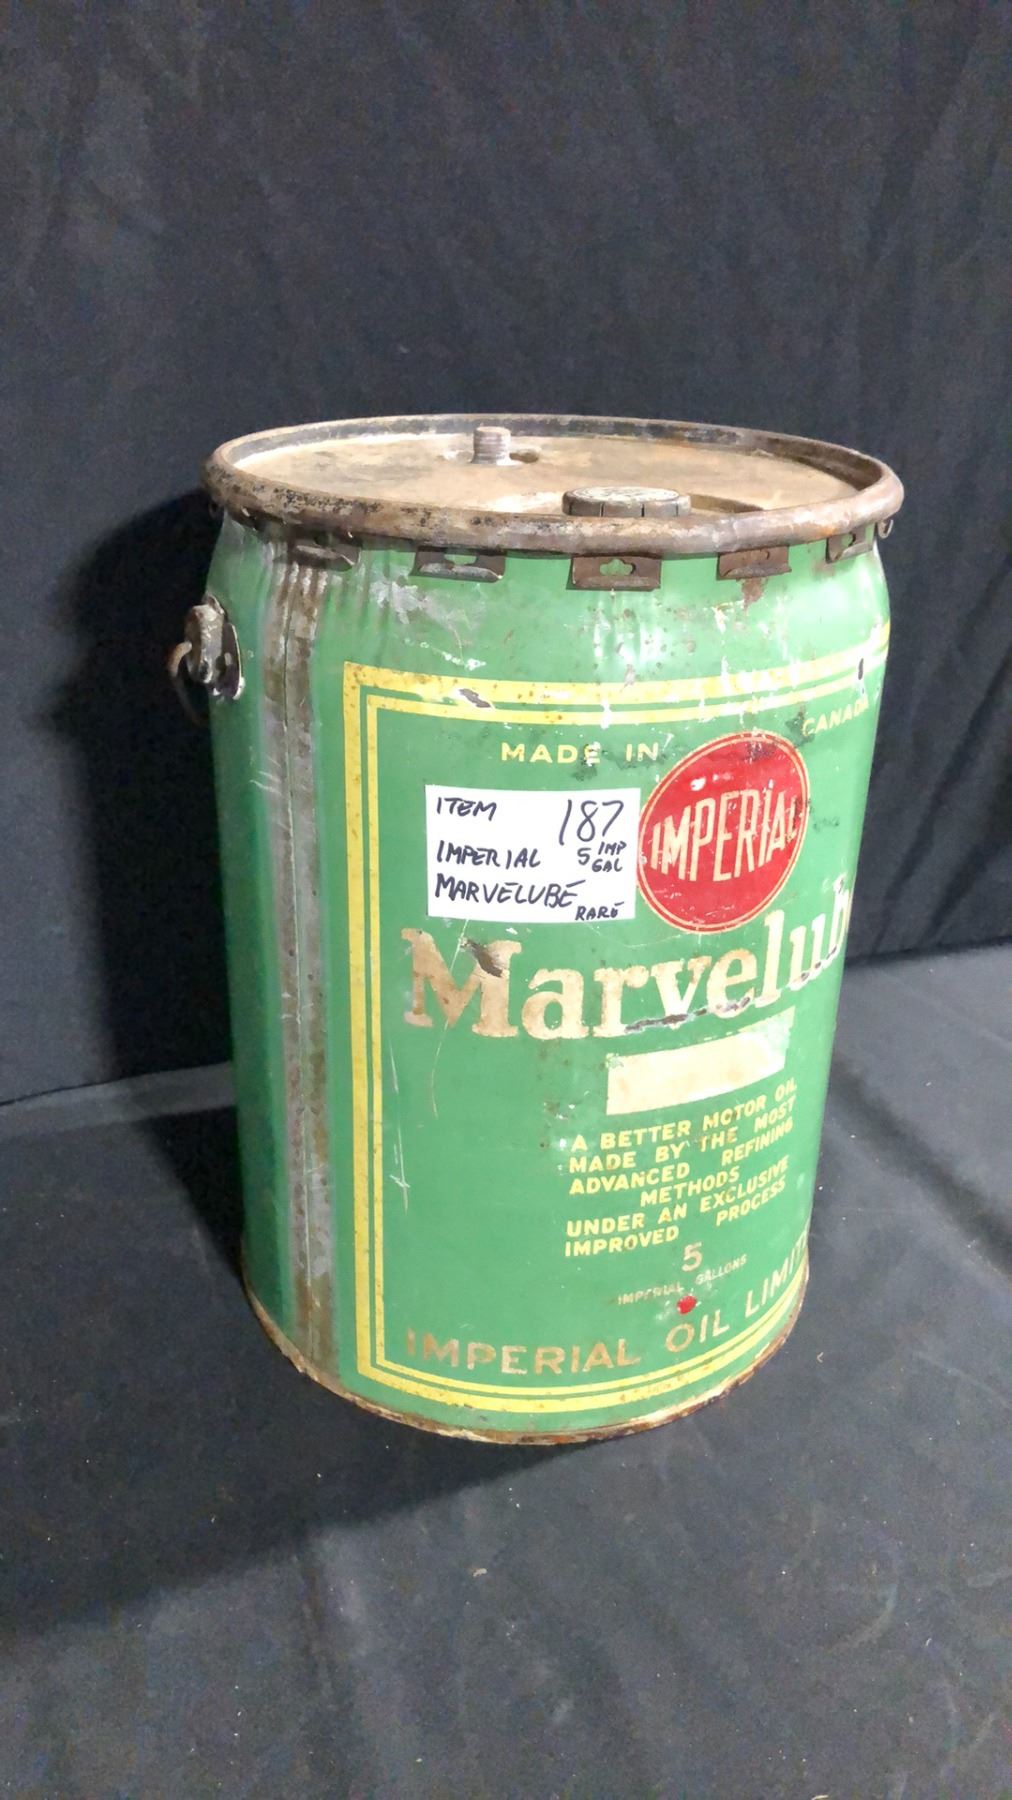 MADE IN CANADA
IMPERIAL
ITEM 187
IMPERIAL 5 IMP GAL
MARVELUBE
RARE
Marvelub
A BETTER MOTOR OIL
MADE BY THE MOST
ADVANCED REFINING
METHODS
UNDER AN EXCLUSIVE
IMPROVED PROCESS
5
IMPERIAL GALLONS
IMPERIAL OIL LIMIT